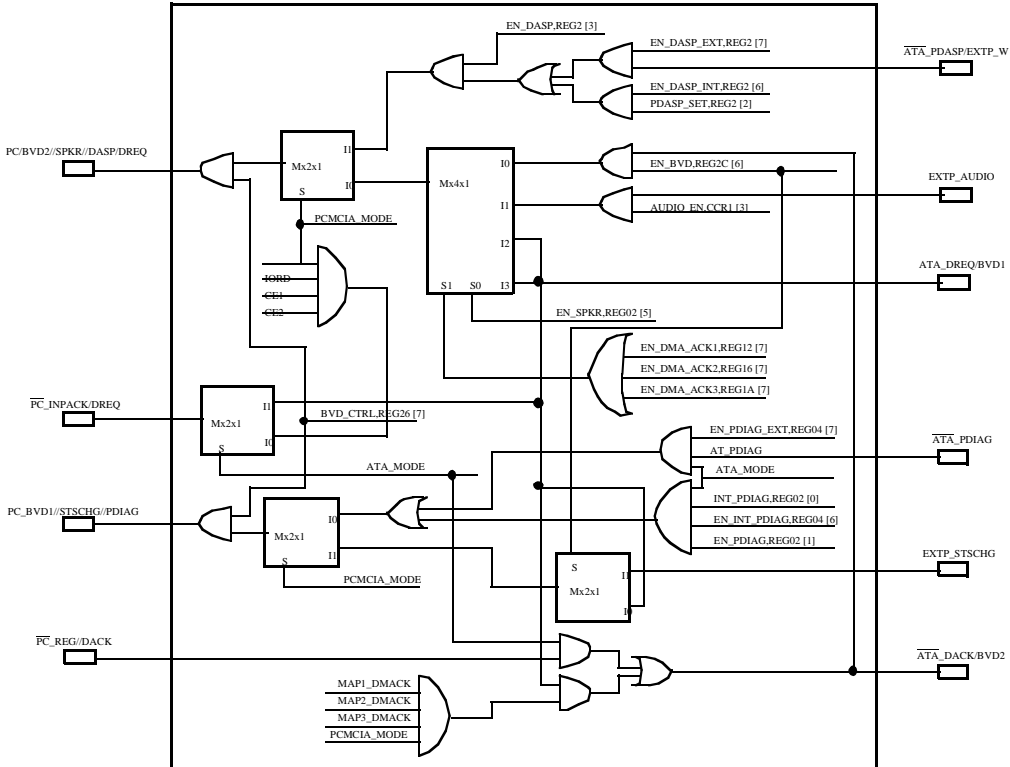 EN_DASP,REG2 [3]
EN_DASP_EXT,REG2 [7]
ATA_PDASP/EXTP_W
EN_DASP_INT,REG2 [6]
PDASP_SET,REG2 [2]
PC/BVD2//SPKR//DASP/DREQ
I1
Mx2x1
I0
S
Mx4x1
I0
I1
I2
I3
S1 S0
EN_BVD,REG2C [6]
EXTP_AUDIO
AUDIO_EN,CCR1 [3]
PCMCIA_MODE
ATA_DREQ/BVD1
IORD
CE1
CE2
EN_SPKR,REG02 [5]
EN_DMA_ACK1,REG12 [7]
EN_DMA_ACK2,REG16 [7]
EN_DMA_ACK3,REG1A [7]
PC_INPACK/DREQ
I1
Mx2x1
I0
S
BVD_CTRL,REG26 [7]
EN_PDIAG_EXT,REG04 [7]
AT_PDIAG
ATA_PDIAG
ATA_MODE
ATA_MODE
INT_PDIAG,REG02 [0]
EN_INT_PDIAG,REG04 [6]
EN_PDIAG,REG02 [1]
PC_BVD1//STSCHG//PDIAG
I0
Mx2x1
I1
S
PCMCIA_MODE
EXTP_STSCHG
S
I1
Mx2x1
I0
PC_REG//DACK
ATA_DACK/BVD2
MAP1_DMACK
MAP2_DMACK
MAP3_DMACK
PCMCIA_MODE